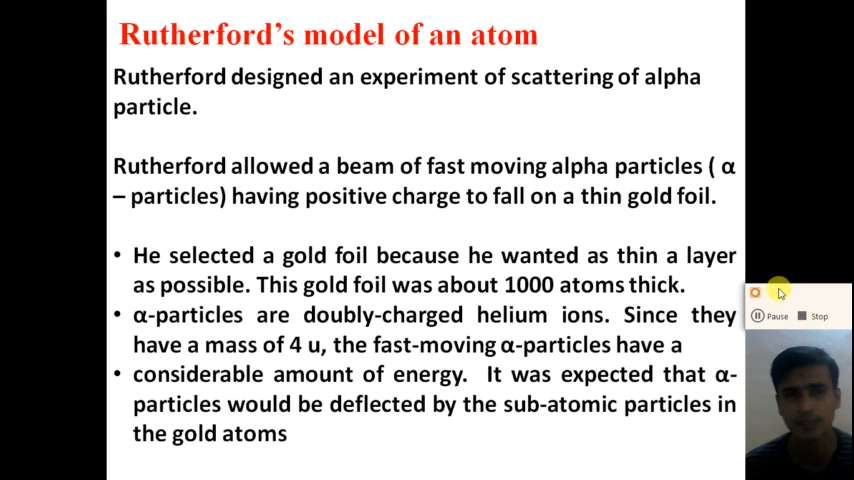 Rutherford's model of an atom
Rutherford designed an experiment of scattering of alpha
particle.
Rutherford allowed a beam of fast moving alpha particles ( α
– particles) having positive charge to fall on a thin gold foil.
• He selected a gold foil because he wanted as thin a layer
as possible. This gold foil was about 1000 atoms thick.
• α-particles are doubly-charged helium ions. Since they
have a mass of 4 u, the fast-moving α-particles have a
• considerable amount of energy. It was expected that α-
particles would be deflected by the sub-atomic particles in
the gold atoms
Pause Stop